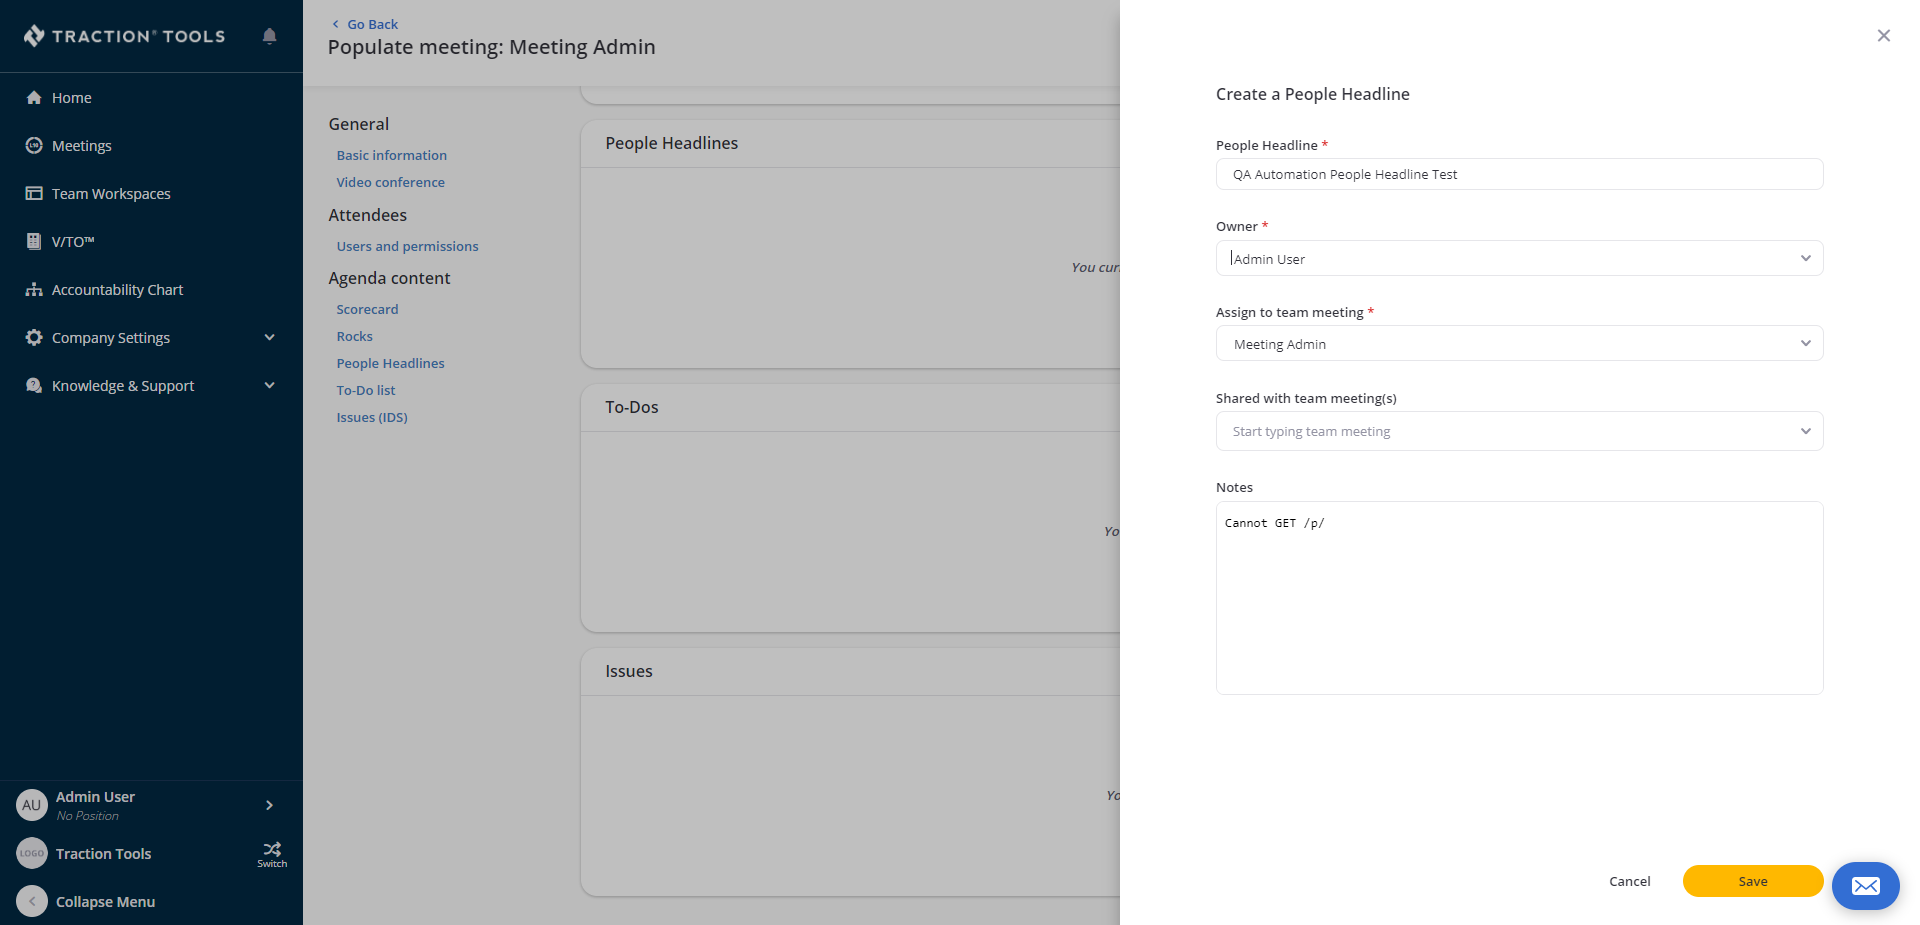 TRACTION® TOOLS
Home
Meetings
Team Workspaces
V/TO™
Accountability Chart
Company Settings
Knowledge & Support
AU
Admin User
No Position
LOGO
Traction Tools
Switch
Collapse Menu
Go Back
Populate meeting: Meeting Admin
General
Basic information
Video conference
Attendees
Users and permissions
Agenda content
Scorecard
Rocks
People Headlines
To-Do list
Issues (IDS)
People Headlines
You cur
To-Dos
Yo
Issues
Yo
Create a People Headline
People Headline *
QA Automation People Headline Test
Owner *
Admin User
Assign to team meeting *
Meeting Admin
Shared with team meeting(s)
Start typing team meeting
Notes
Cannot GET /p/
Cancel
Save